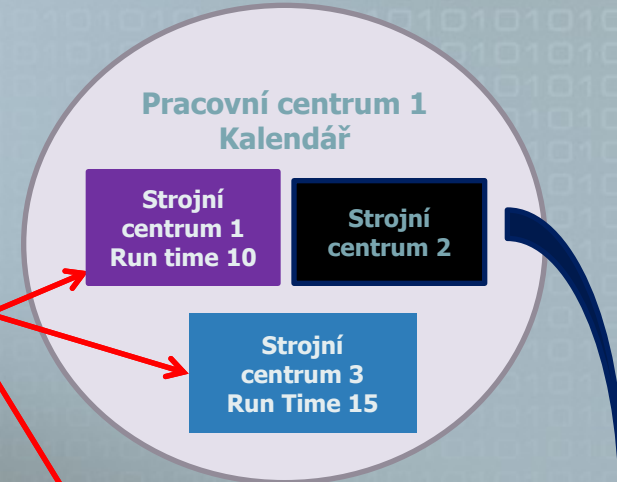 Pracovní centrum 1
Kalendář
Strojní
centrum 1
Run time 10
Strojní
centrum 2
Strojní
centrum 3
Run Time 15